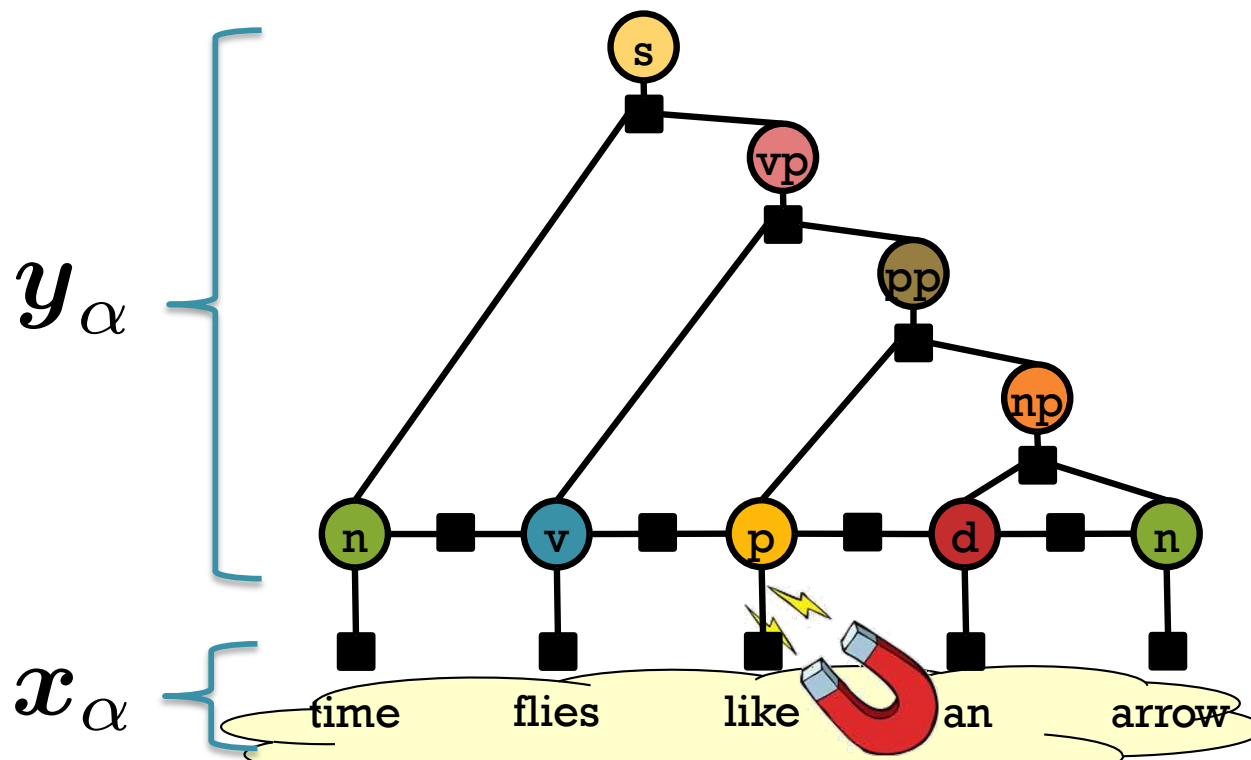 s
vp
pp
y_α
np
n v p d n
x_α
time flies like an arrow